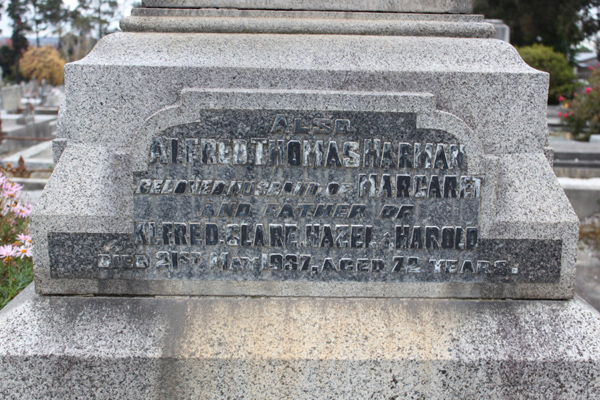 ALSO
ALFRED THOMAS HARMAN
BELOVED HUSBAND OF MARGARET
AND FATHER OF
ALFRED, CLARE, HAZEL & HAROLD
DIED 21ST MAY 1937, AGED 72 YEARS.